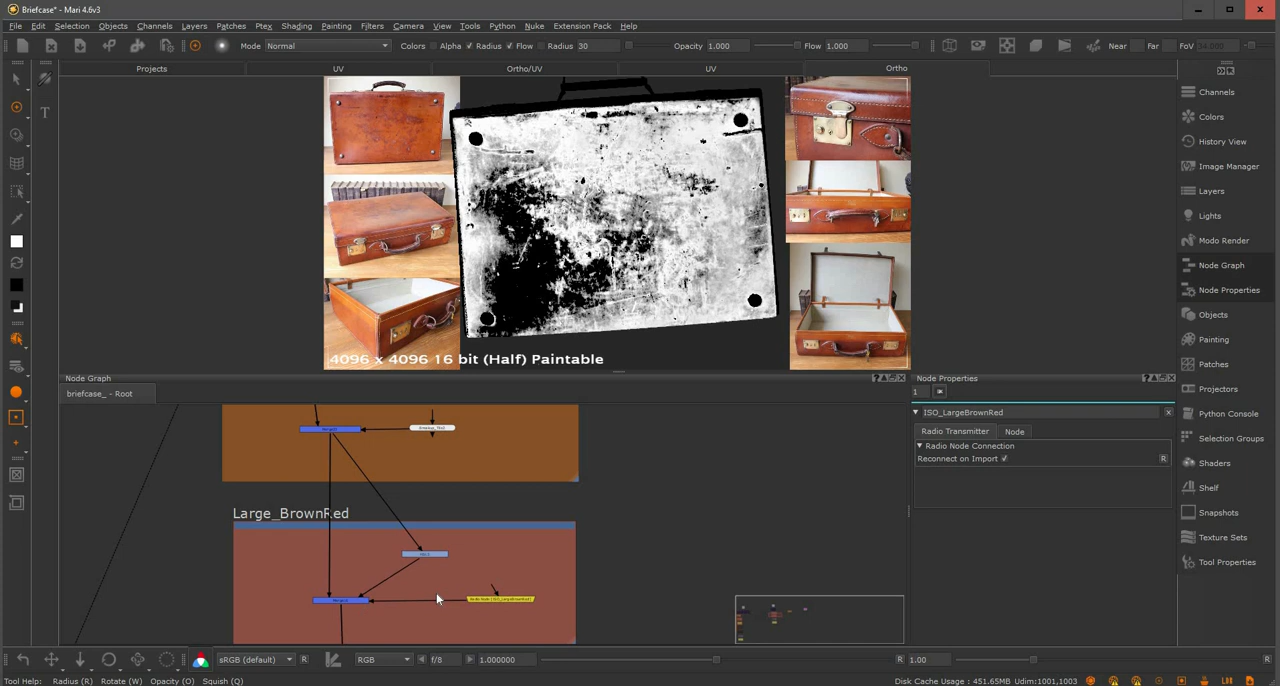 Briefcase* - Mari 4.6v3
File Edit Selection Objects Channels Layers Patches Ptex Shading Painting Filters Camera View Tools Python Nuke Extension Pack Help
Mode Normal Colors Alpha Radius Flow Radius 30 Opacity 1.000 Flow 1.000 Near Far FoV 34.000
Projects UV Ortho/UV UV Ortho
Channels
Colors
History View
Image Manager
Layers
Lights
Modo Render
Node Graph
Node Properties
Objects
Painting
Patches
Projectors
Python Console
Selection Groups
Shaders
Shelf
Snapshots
Texture Sets
Tool Properties
4096 x 4096 16 bit (Half) Paintable
Node Graph
briefcase_ - Root
Large_BrownRed
Node Properties
1
ISO_LargeBrownRed
Radio Transmitter Node
Radio Node Connection
Reconnect on Import R
sRGB (default) R RGB f/8 1.000000 R 1.00 R
Tool Help: Radius (R) Rotate (W) Opacity (O) Squish (Q) Disk Cache Usage : 451.65MB Udim:1001,1003